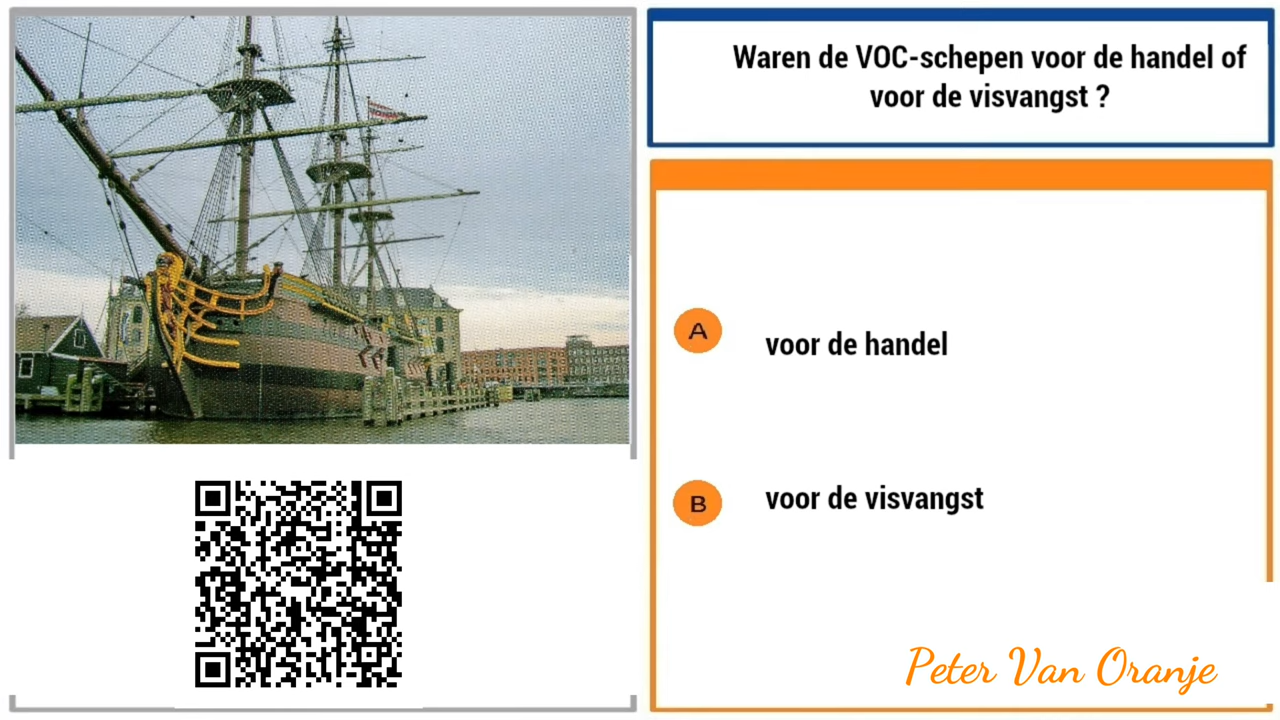 Waren de VOC-schepen voor de handel of
voor de visvangst ?
A voor de handel
B voor de visvangst
Peter Van Oranje